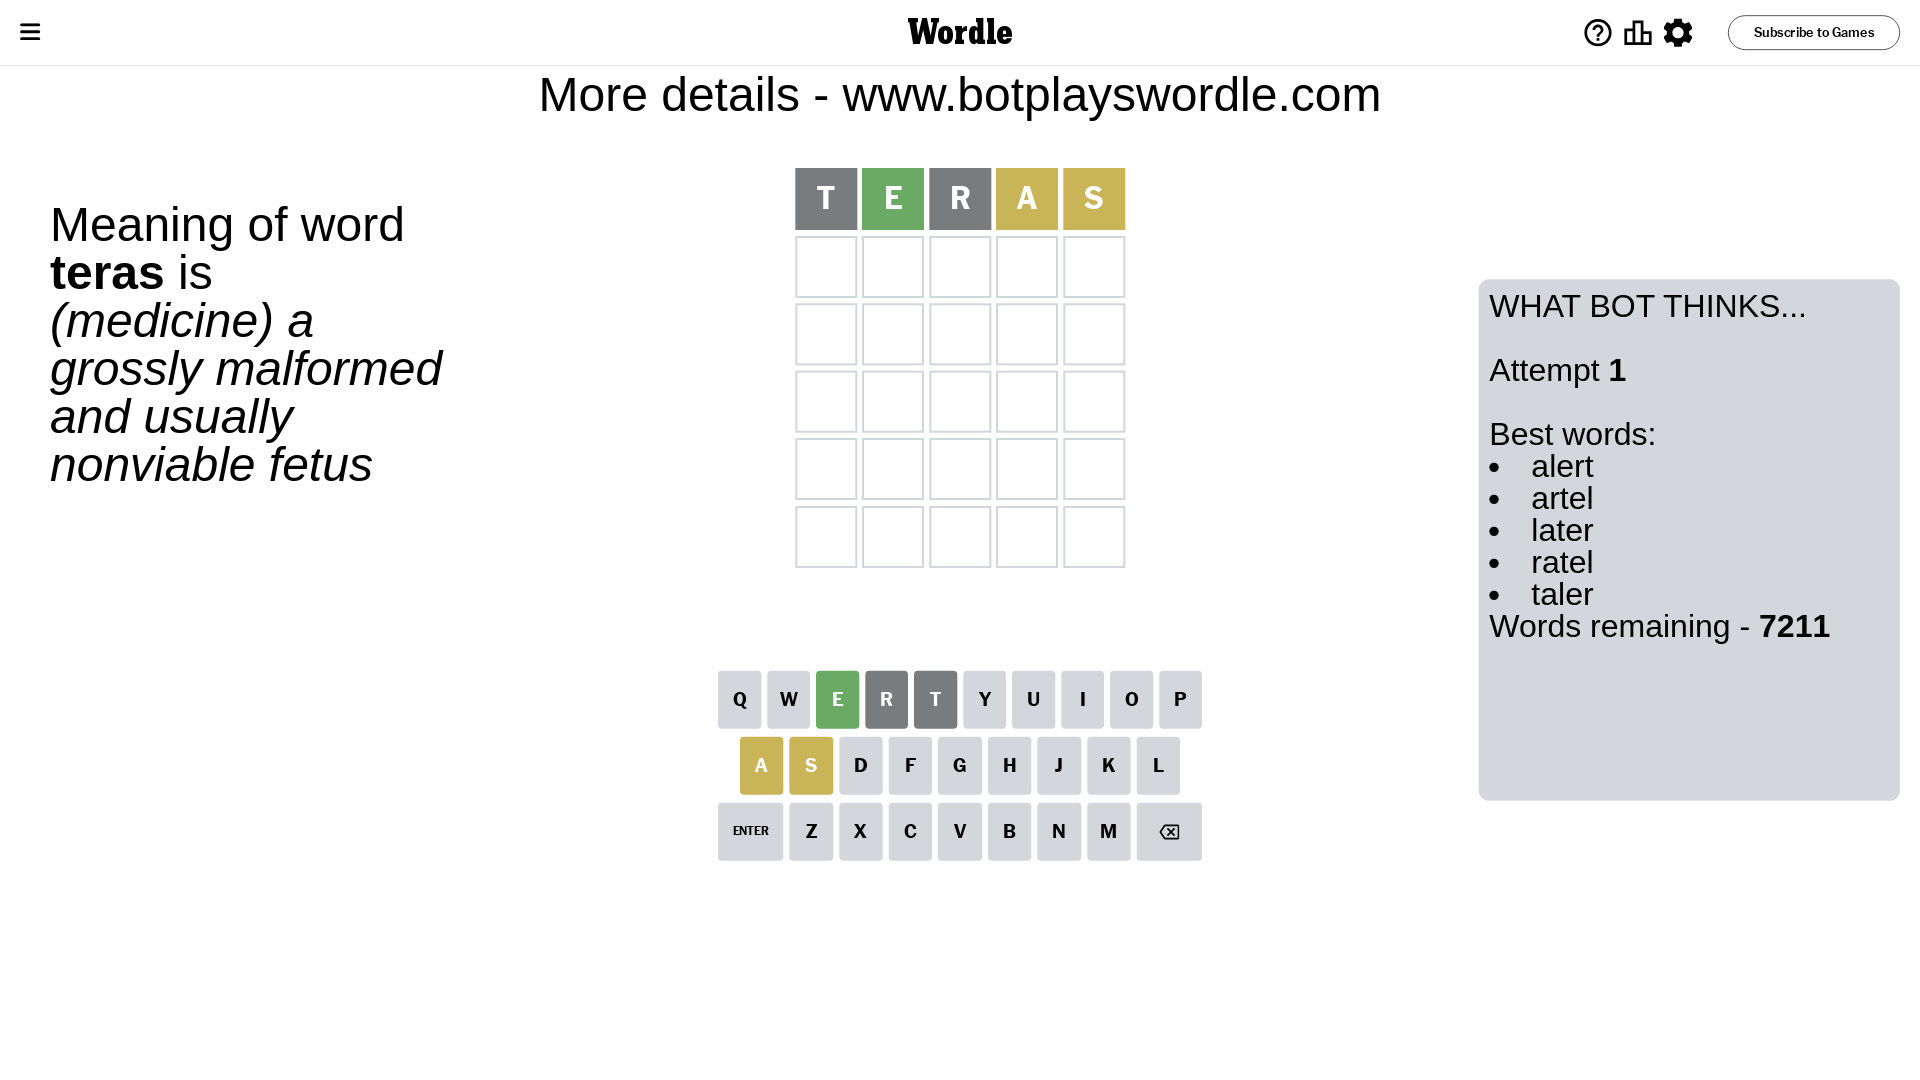 Wordle
Subscribe to Games
More details - www.botplayswordle.com
Meaning of word
teras is
(medicine) a
grossly malformed
and usually
nonviable fetus
T E R A S
WHAT BOT THINKS...
Attempt 1
Best words:
• alert
• artel
• later
• ratel
• taler
Words remaining - 7211
Q W E R T Y U I O P
A S D F G H J K L
ENTER Z X C V B N M